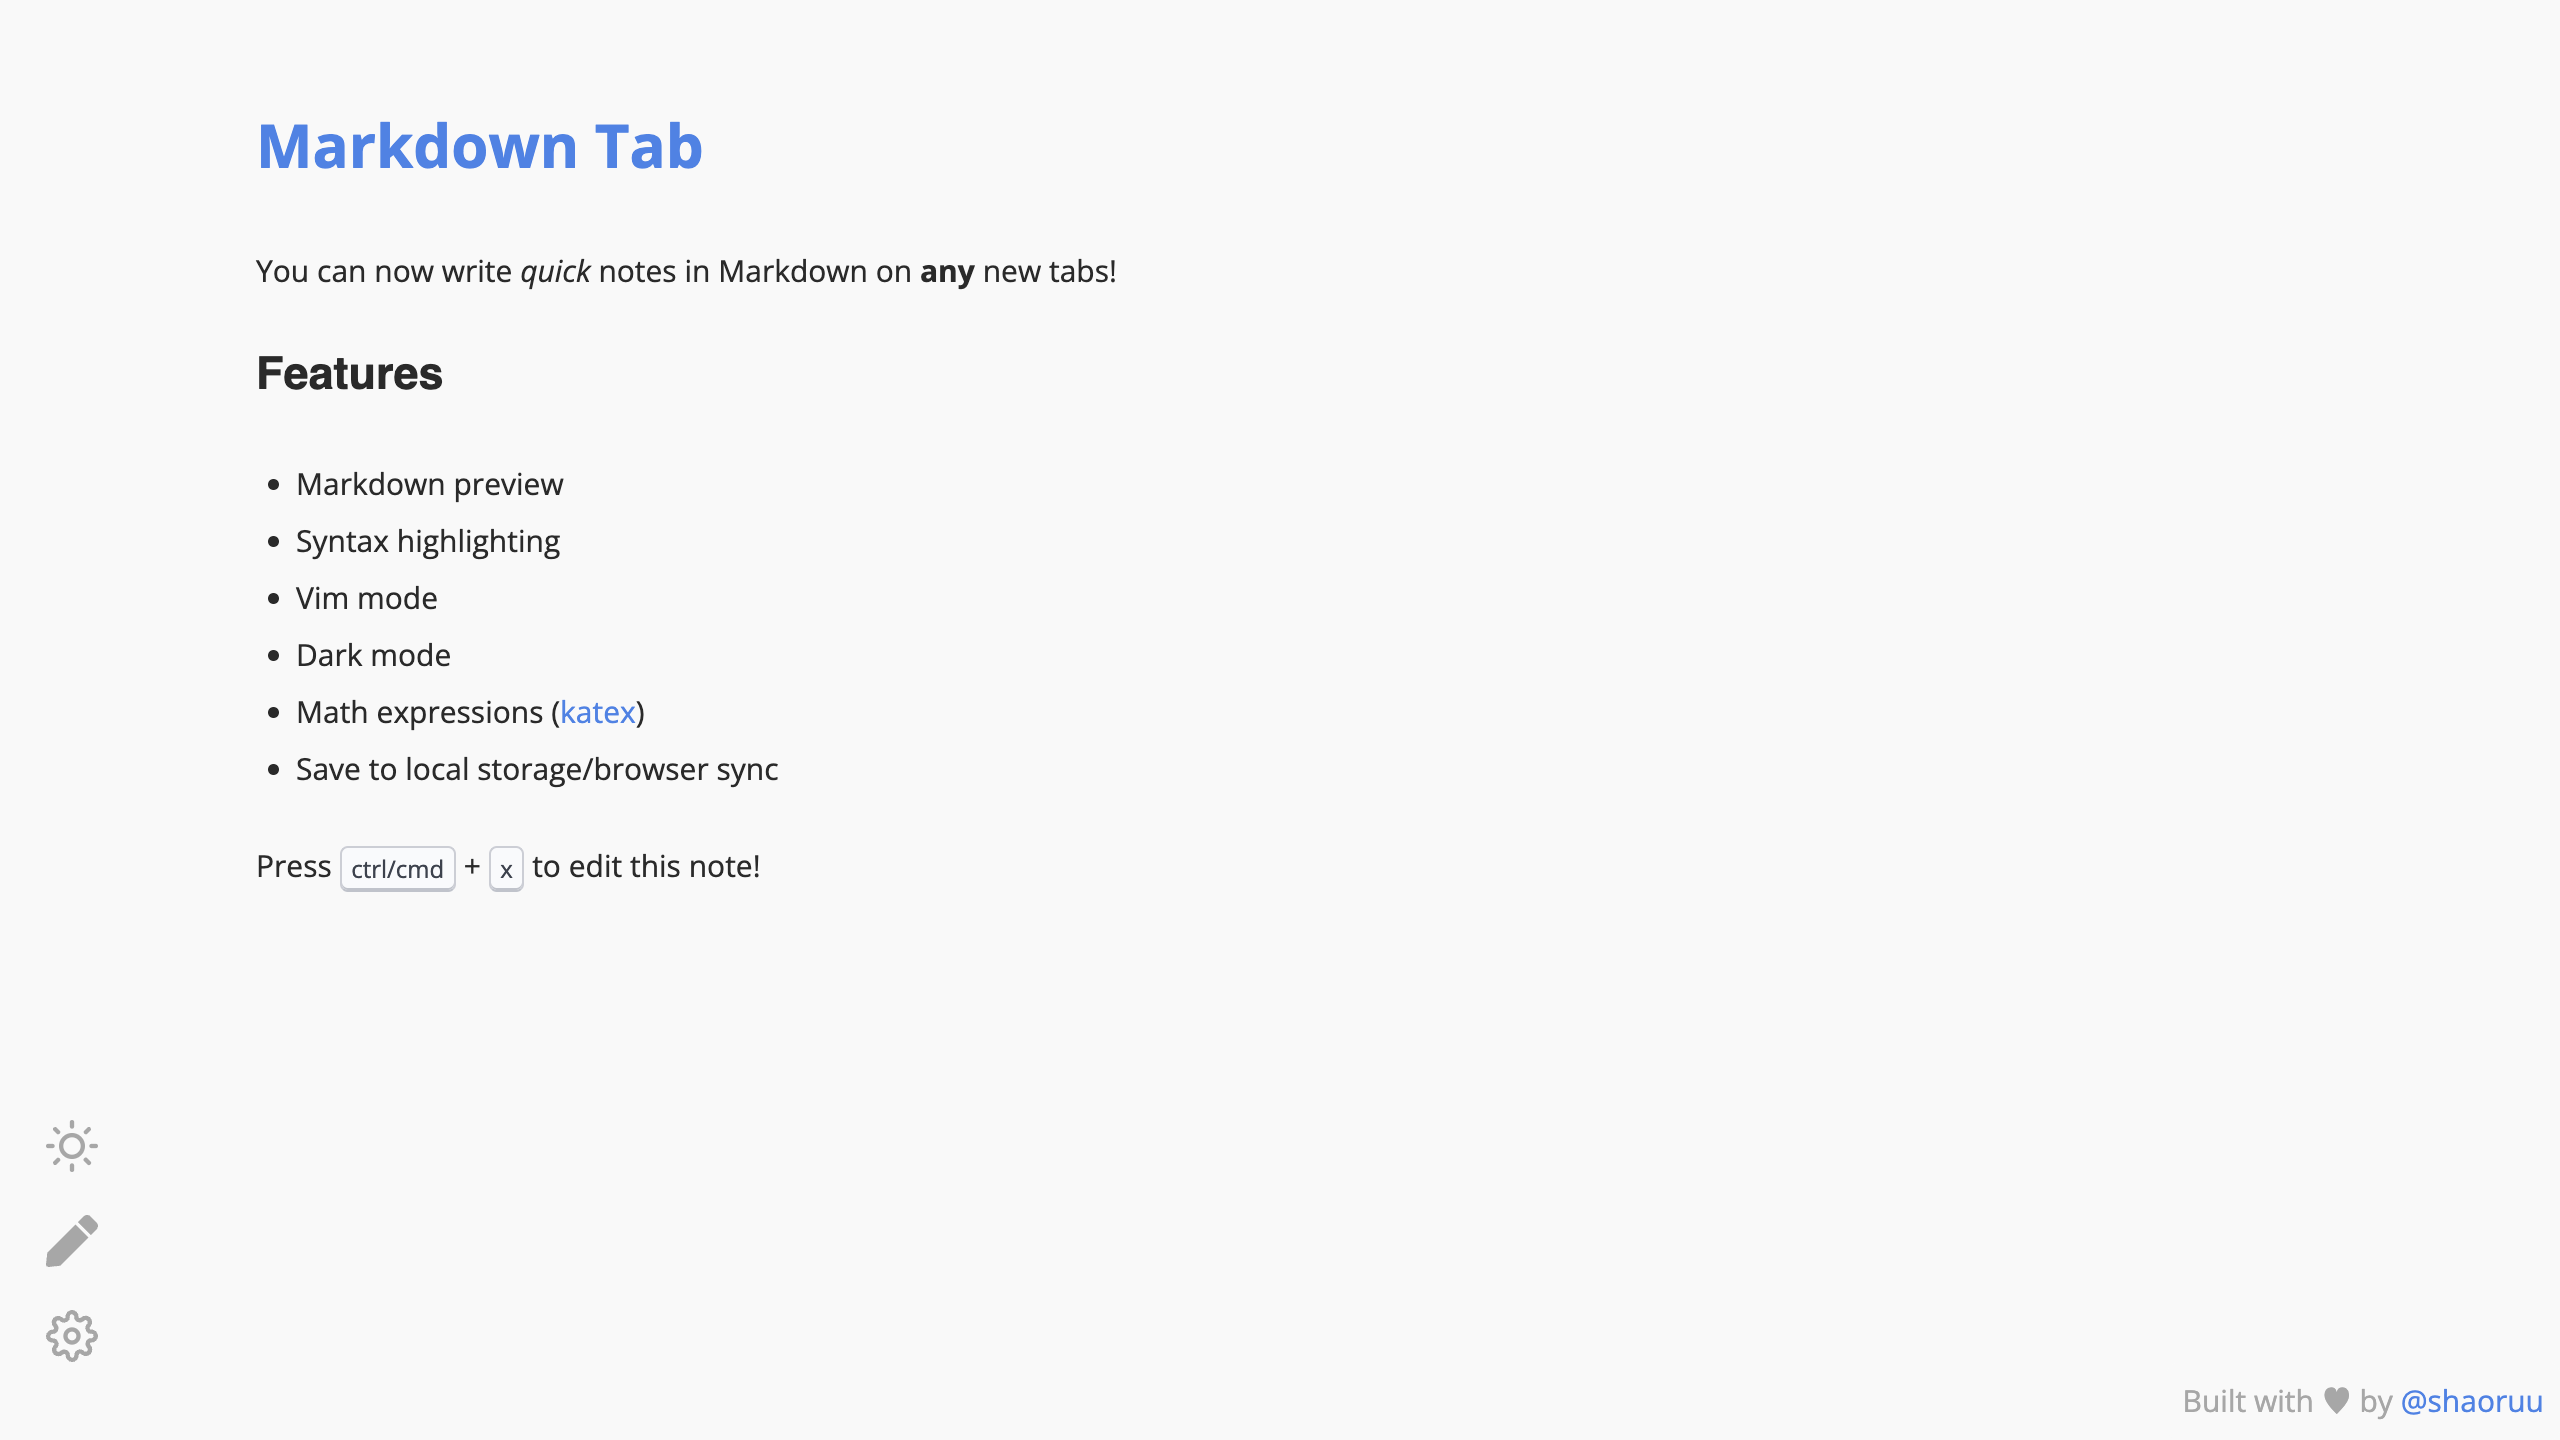 Markdown Tab
You can now write quick notes in Markdown on any new tabs!
Features
• Markdown preview
• Syntax highlighting
• Vim mode
• Dark mode
• Math expressions (katex)
• Save to local storage/browser sync
Press ctrl/cmd + x to edit this note!
Built with ♥ by @shaoruu